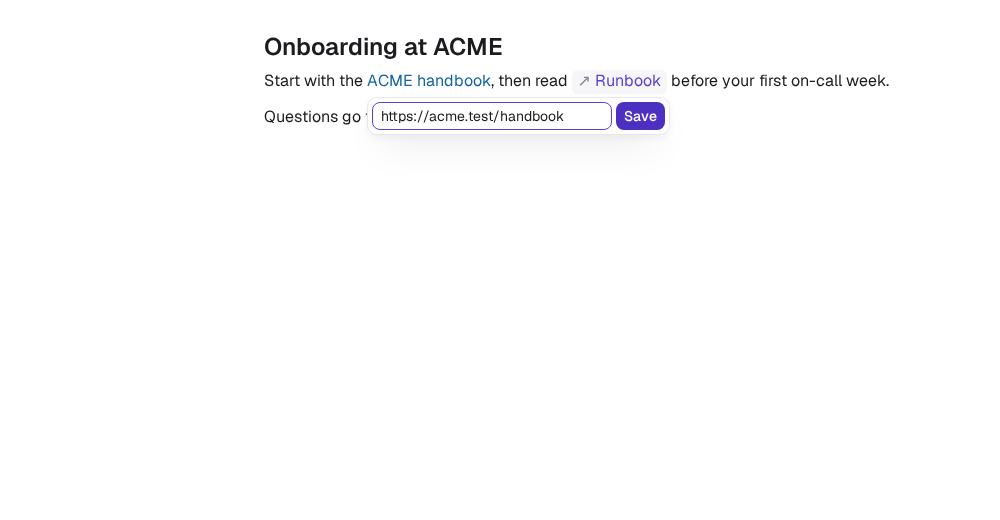 Onboarding at ACME
Start with the ACME handbook, then read ↗ Runbook before your first on-call week.
Questions go
https://acme.test/handbook
Save